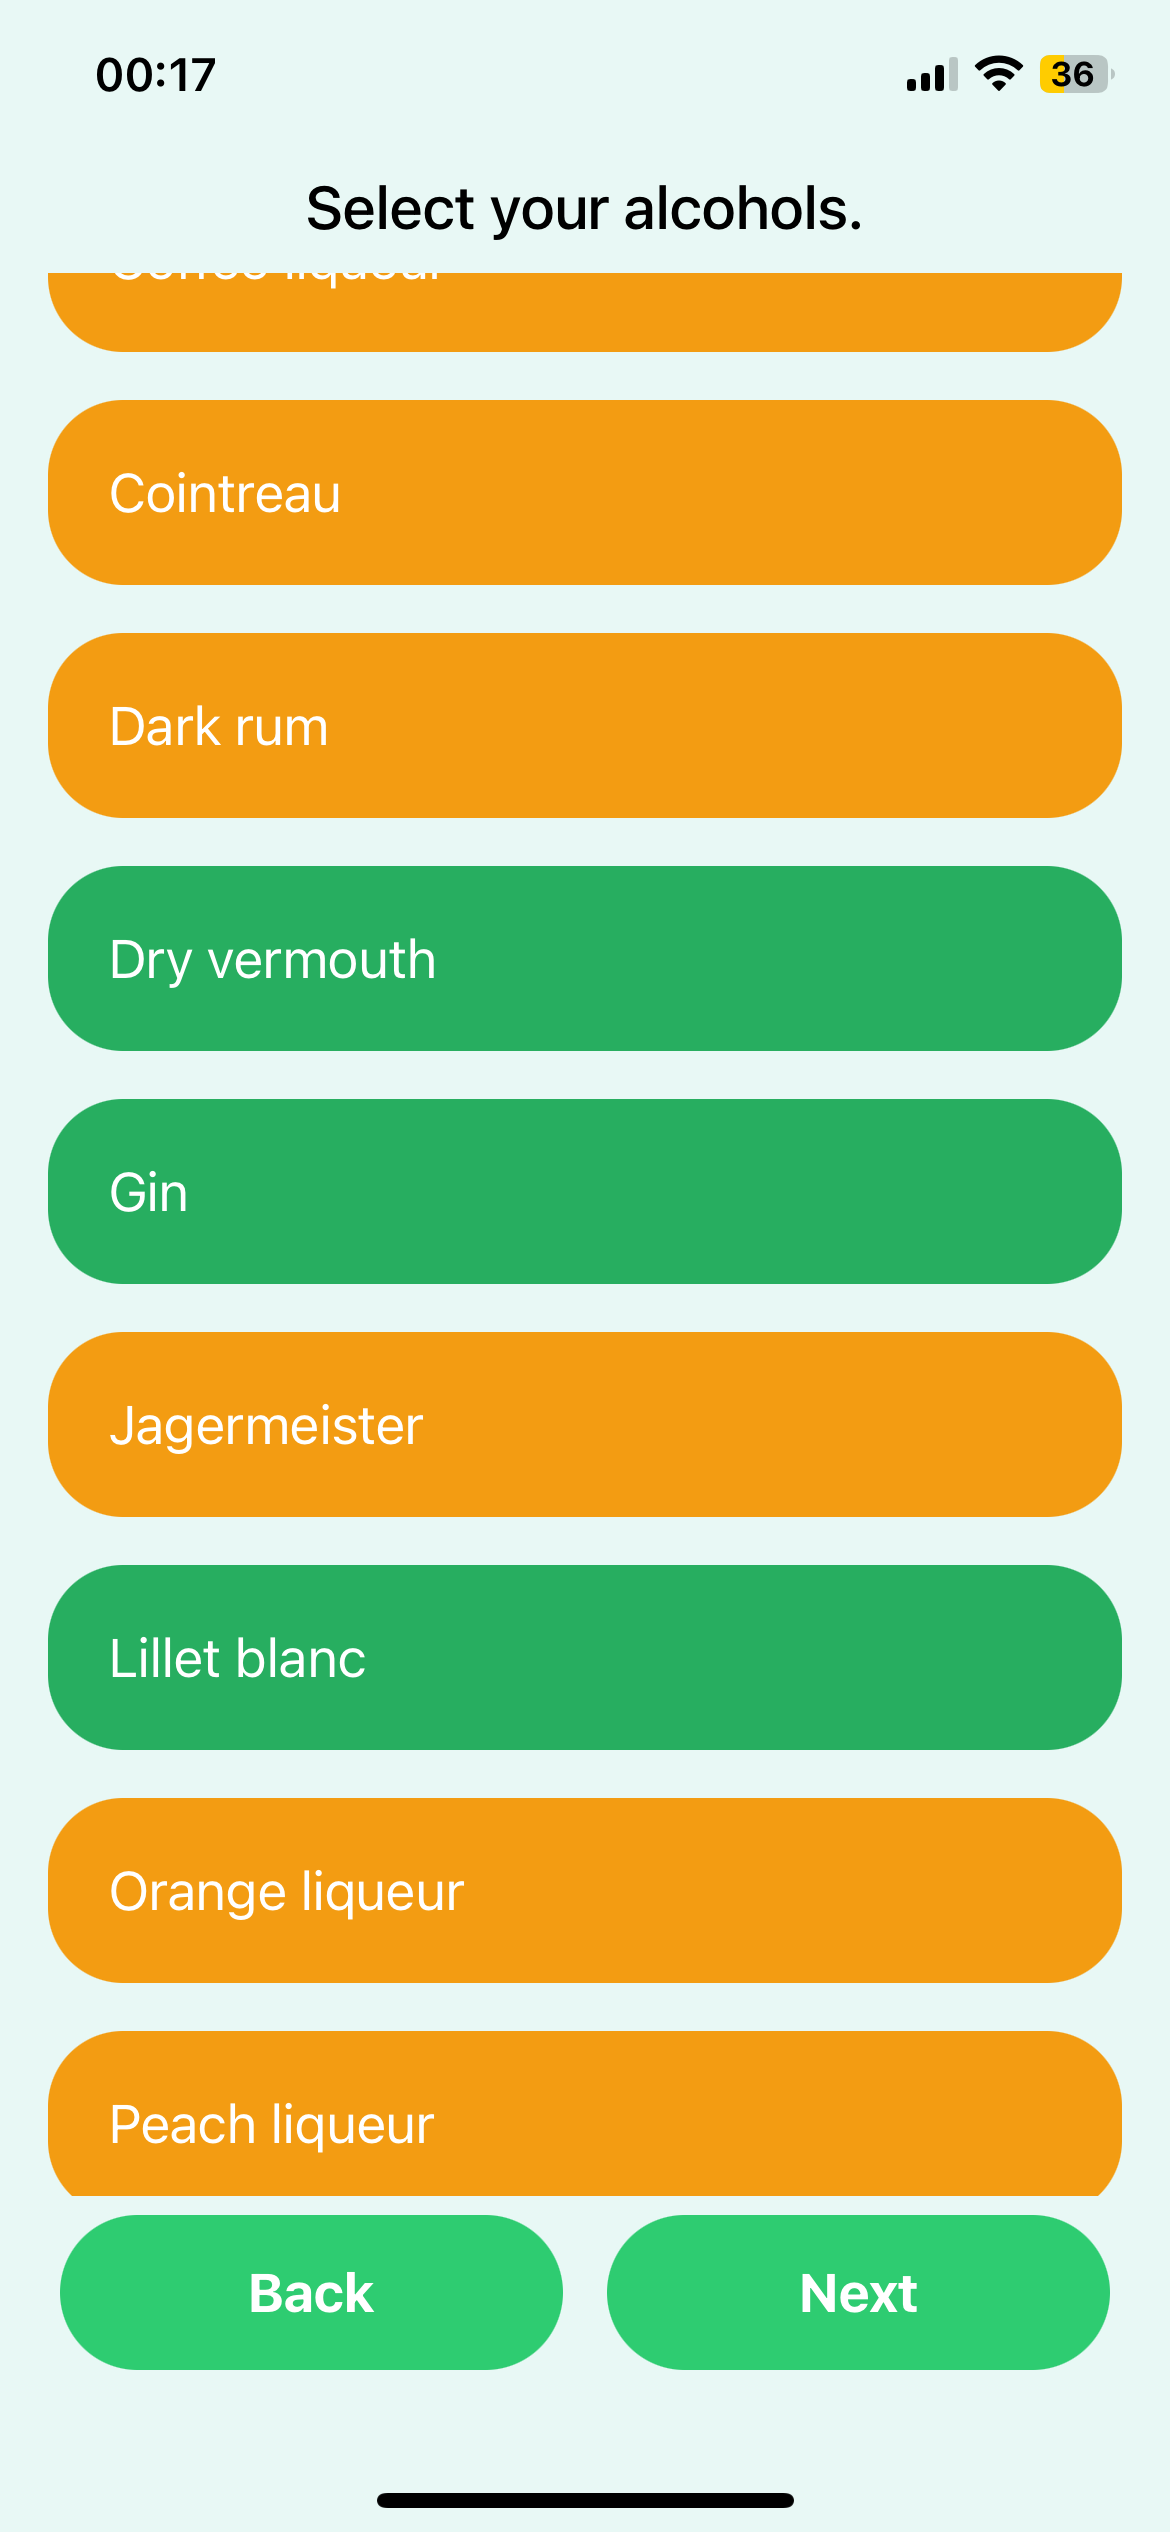 00:17
36
Select your alcohols.
liqueur
Cointreau
Dark rum
Dry vermouth
Gin
Jagermeister
Lillet blanc
Orange liqueur
Peach liqueur
Back
Next